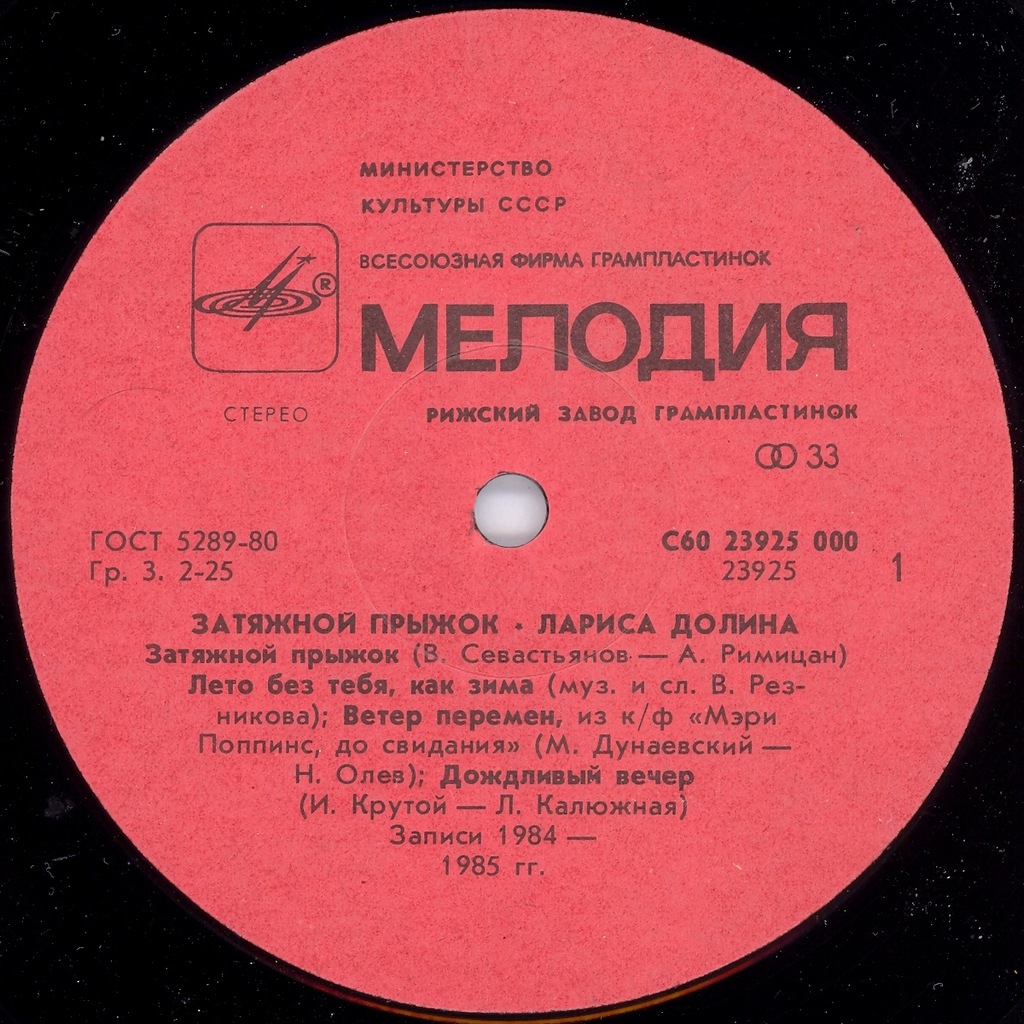 МИНИСТЕРСТВО
КУЛЬТУРЫ СССР
ВСЕСОЮЗНАЯ ФИРМА ГРАМПЛАСТИНОК
®
МЕЛОДИЯ
СТЕРЕО
РИЖСКИЙ ЗАВОД ГРАМПЛАСТИНОК
33
ГОСТ 5289-80
Гр. 3. 2-25
С60 23925 000
23925
1
ЗАТЯЖНОЙ ПРЫЖОК · ЛАРИСА ДОЛИНА
Затяжной прыжок (В. Севастьянов — А. Римицан)
Лето без тебя, как зима (муз. и сл. В. Рез-
никова); Ветер перемен, из к/ф «Мэри
Поппинс, до свидания» (М. Дунаевский —
Н. Олев); Дождливый вечер
(И. Крутой — Л. Калюжная)
Записи 1984 —
1985 гг.